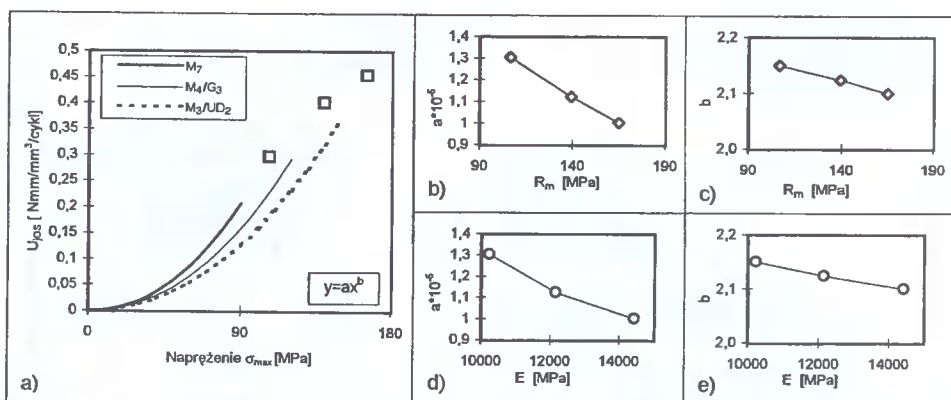 0,5
0,45
0,4
0,35
0,3
0,25
0,2
0,15
0,1
0,05
0
U/OS [ Nmm/mm³/cykl]
M₇
M₄/G₃
M₃/UD₂
y=axᵇ
0 90 180
Naprężenie σmax [MPa]
a)
1,4
1,3
1,2
1,1
1
0,9
a*10⁻⁵
90 140 190
Rm [MPa]
b)
2,2
2,1
2,0
b
90 140 190
Rm [MPa]
c)
1,4
1,3
1,2
1,1
1
0,9
a*10⁻⁵
10000 12000 14000
E [MPa]
d)
2,2
2,1
2,0
b
10000 12000 14000
E [MPa]
e)